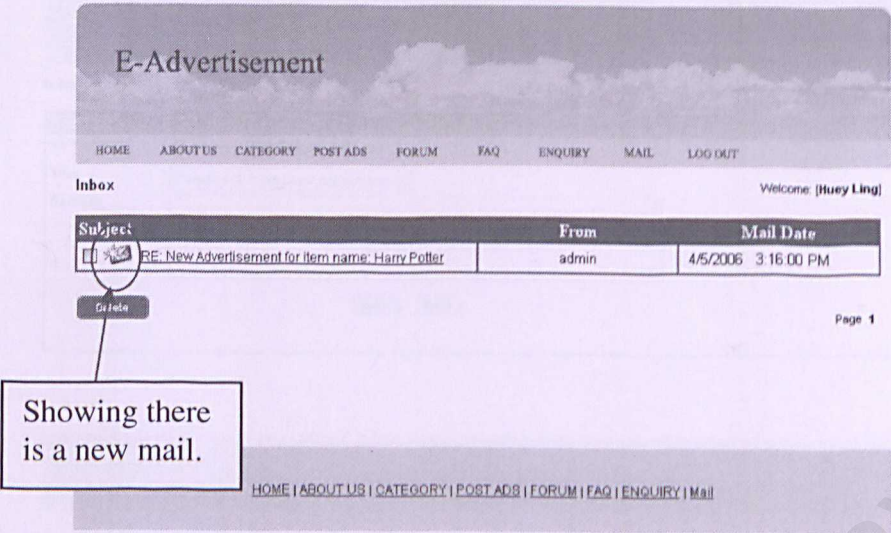 E-Advertisement
HOME ABOUT US CATEGORY POST ADS FORUM FAQ ENQUIRY MAIL LOG OUT
Inbox Welcome: [Huey Ling]
Subject From Mail Date
RE: New Advertisement for item name: Harry Potter admin 4/5/2006 3:16:00 PM
Delete
Page 1
Showing there
is a new mail.
HOME | ABOUT US | CATEGORY | POST ADS | FORUM | FAQ | ENQUIRY | Mail